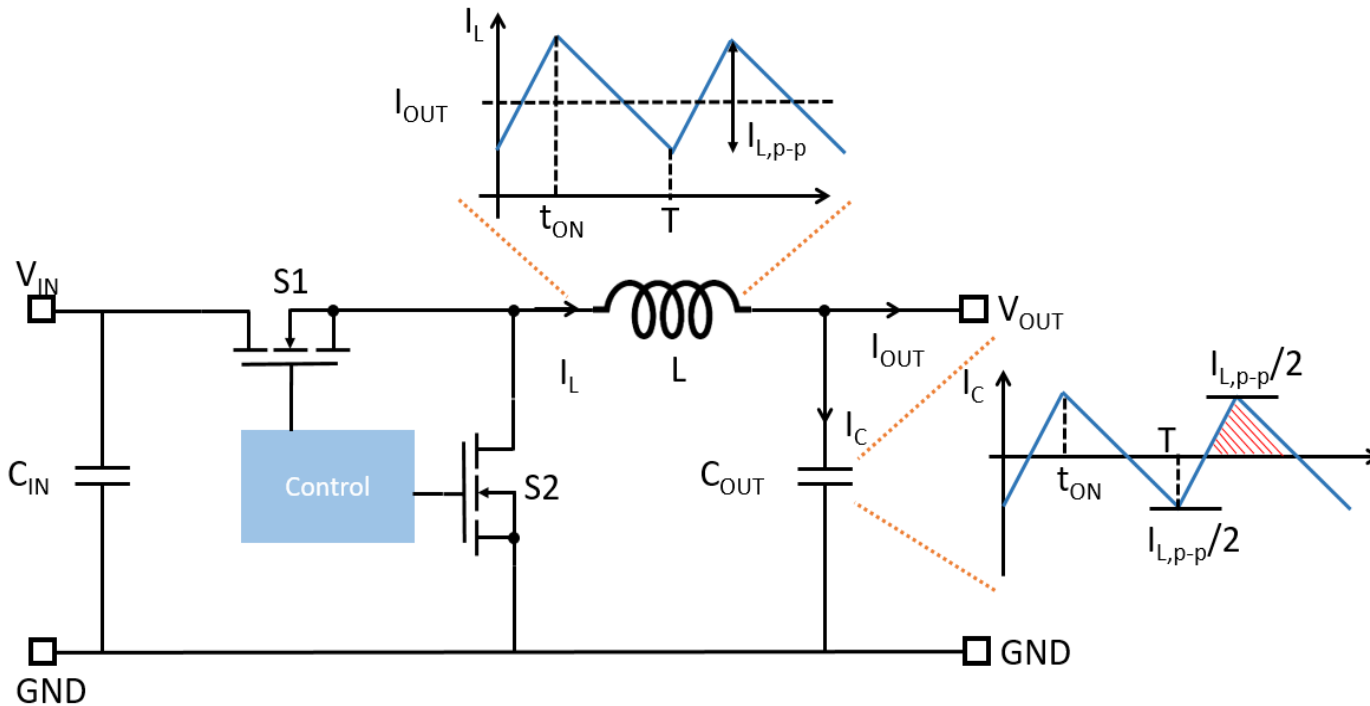 I_L
I_OUT
I_L,p-p
t_ON
T
V_IN
S1
V_OUT
I_OUT
I_L
L
I_L,p-p/2
I_C
I_C
T
t_ON
C_IN
Control
S2
C_OUT
I_L,p-p/2
GND
GND